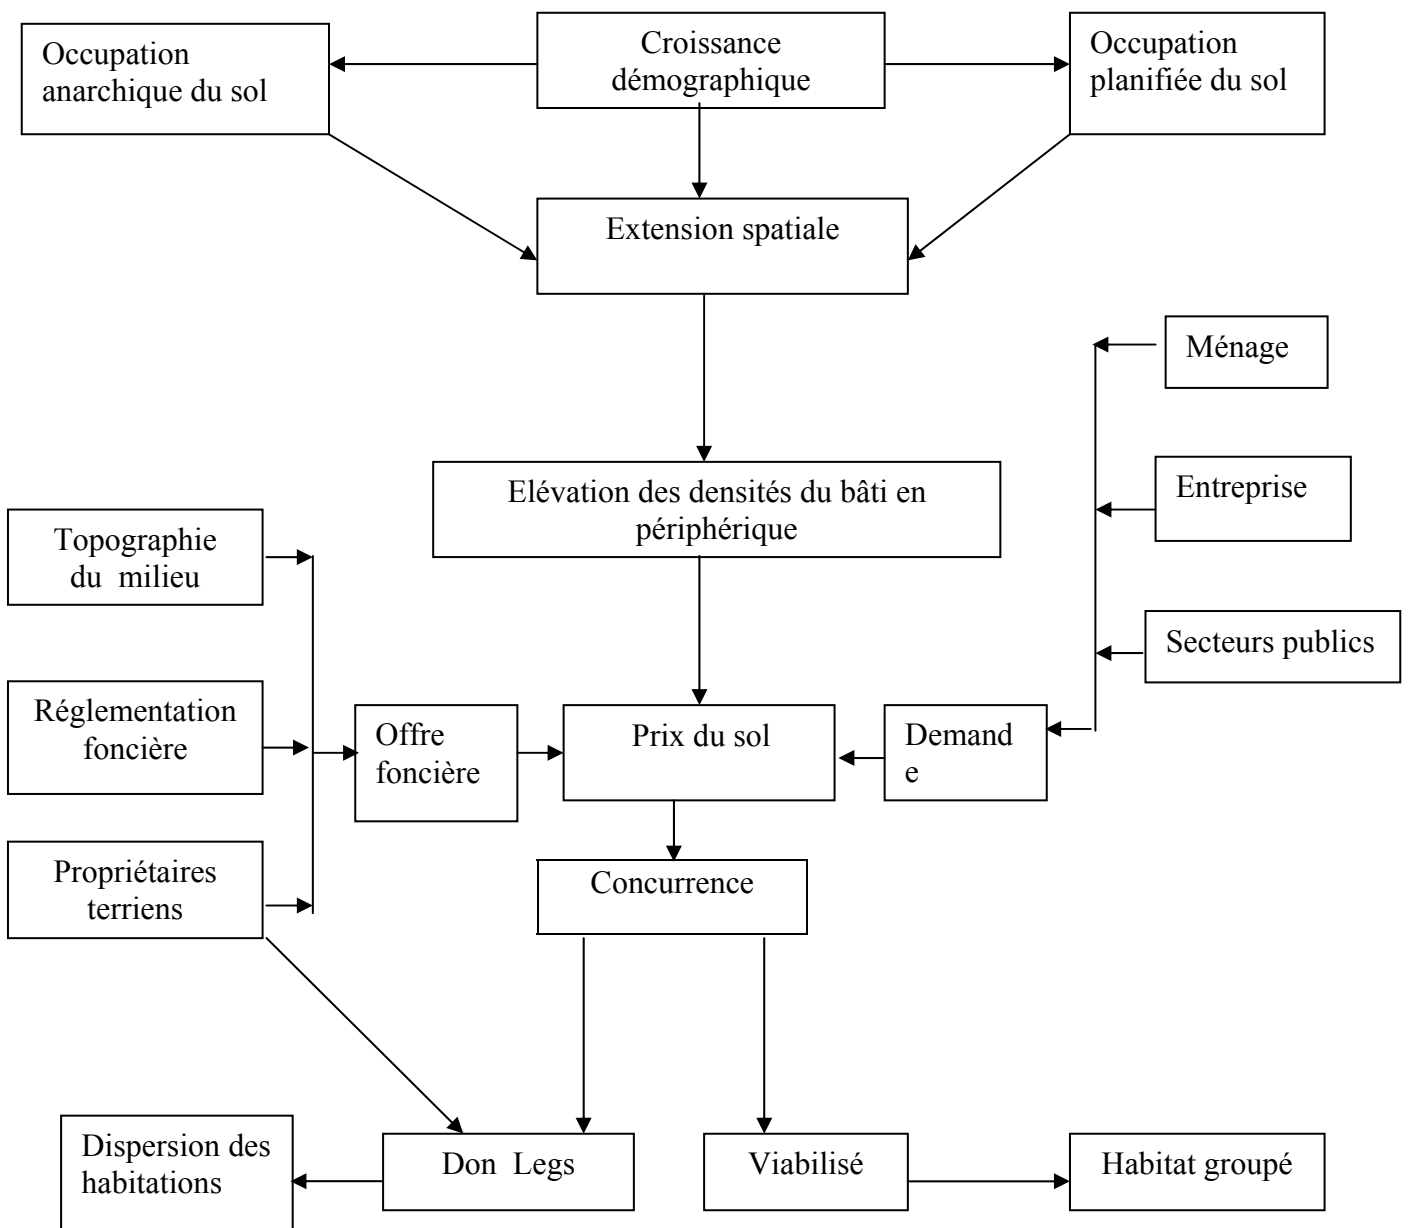 Occupation
anarchique du sol
Croissance
démographique
Occupation
planifiée du sol
Extension spatiale
Ménage
Entreprise
Secteurs publics
Elévation des densités du bâti en
périphérique
Topographie
du milieu
Réglementation
foncière
Propriétaires
terriens
Offre
foncière
Prix du sol
Demand
e
Concurrence
Dispersion des
habitations
Don Legs
Viabilisé
Habitat groupé